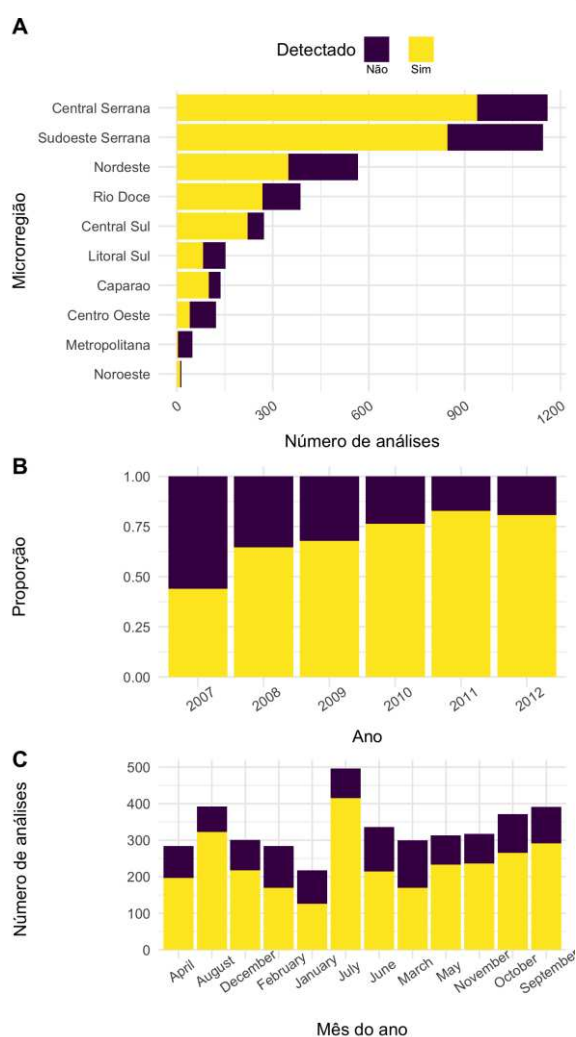 A
Detectado
Não Sim
Microrregião
Central Serrana
Sudoeste Serrana
Nordeste
Rio Doce
Central Sul
Litoral Sul
Caparao
Centro Oeste
Metropolitana
Noroeste
0 300 600 900 1200
Número de análises
B
Proporção
1.00
0.75
0.50
0.25
0.00
2007 2008 2009 2010 2011 2012
Ano
C
Número de análises
500
400
300
200
100
0
April August December February January July June March May November October September
Mês do ano